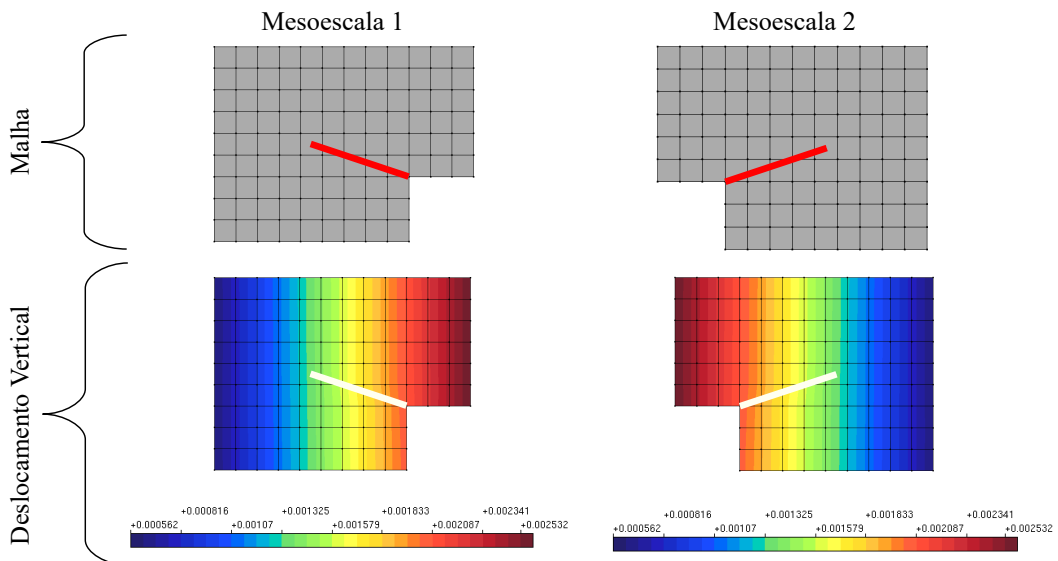 Mesoescala 1
Mesoescala 2
Malha
Deslocamento Vertical
+0.000816 +0.001325 +0.001833 +0.002341
+0.000562 +0.00107 +0.001579 +0.002087 +0.002532
+0.000816 +0.001325 +0.001833 +0.002341
+0.000562 +0.00107 +0.001579 +0.002087 +0.002532